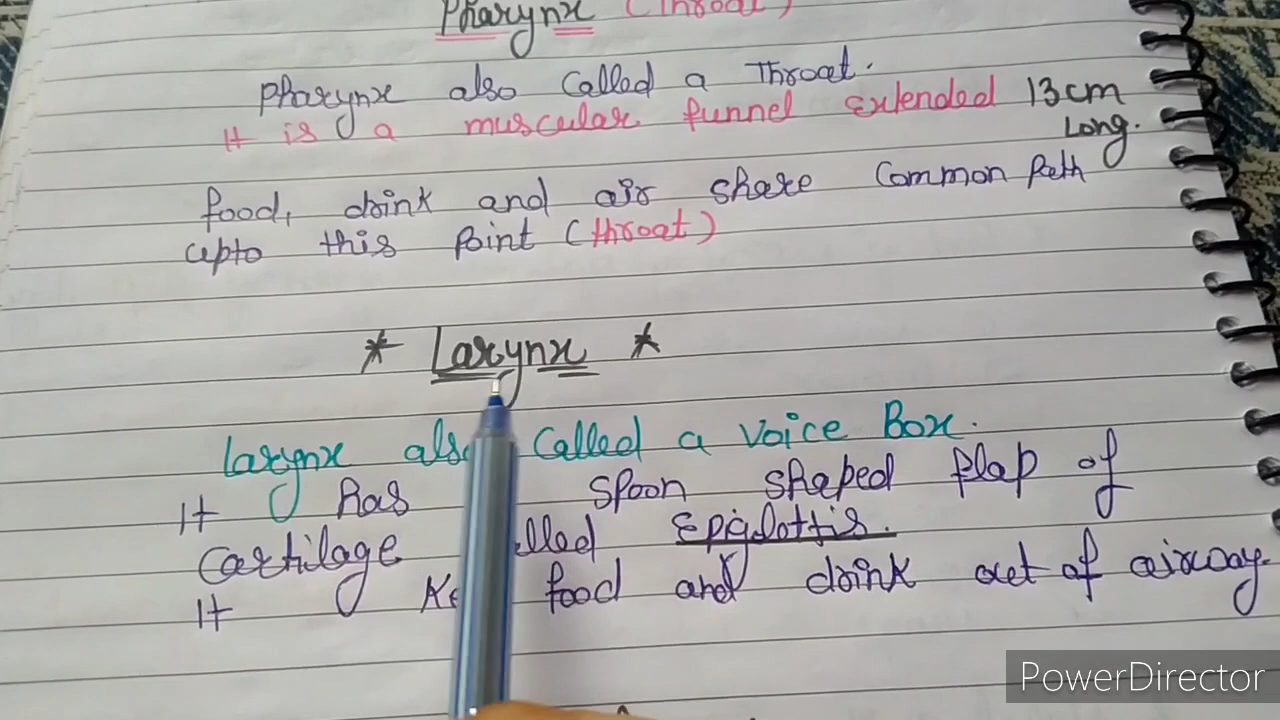 Pharynx (Throat)
Pharynx also Called a Throat.
It is a muscular funnel extended 13cm
Long.
food, drink and air share Common Path
upto this Point (throat)
* Larynx *
Larynx also Called a Voice Box.
It has spoon shaped flap of
Cartilage Epiglottis.
It food and drink out of airway.
PowerDirector